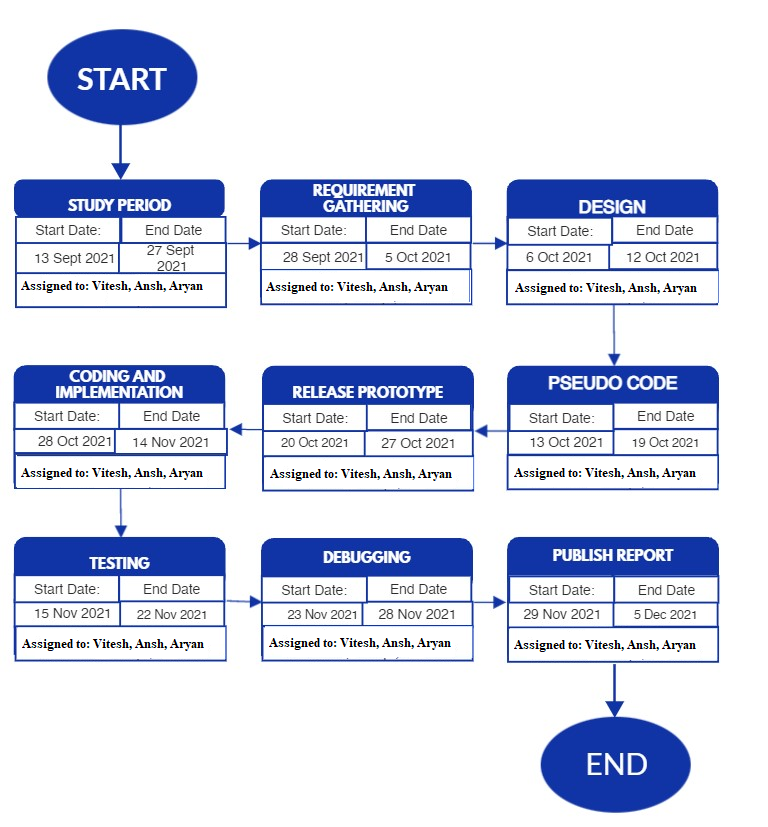 START
STUDY PERIOD
Start Date: End Date
13 Sept 2021 27 Sept
2021
Assigned to: Vitesh, Ansh, Aryan
REQUIREMENT
GATHERING
Start Date: End Date
28 Sept 2021 5 Oct 2021
Assigned to: Vitesh, Ansh, Aryan
DESIGN
Start Date: End Date
6 Oct 2021 12 Oct 2021
Assigned to: Vitesh, Ansh, Aryan
PSEUDO CODE
Start Date: End Date
13 Oct 2021 19 Oct 2021
Assigned to: Vitesh, Ansh, Aryan
RELEASE PROTOTYPE
Start Date: End Date
20 Oct 2021 27 Oct 2021
Assigned to: Vitesh, Ansh, Aryan
CODING AND
IMPLEMENTATION
Start Date: End Date
28 Oct 2021 14 Nov 2021
Assigned to: Vitesh, Ansh, Aryan
TESTING
Start Date: End Date
15 Nov 2021 22 Nov 2021
Assigned to: Vitesh, Ansh, Aryan
DEBUGGING
Start Date: End Date
23 Nov 2021 28 Nov 2021
Assigned to: Vitesh, Ansh, Aryan
PUBLISH REPORT
Start Date: End Date
29 Nov 2021 5 Dec 2021
Assigned to: Vitesh, Ansh, Aryan
END